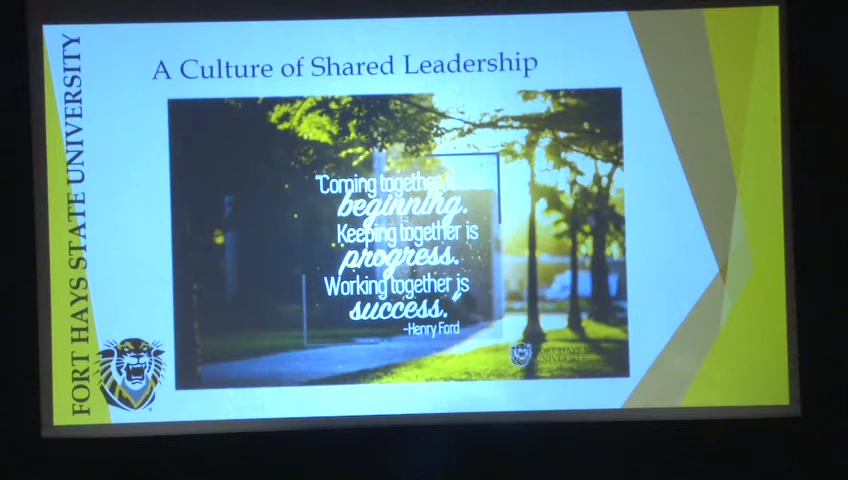 FORT HAYS STATE UNIVERSITY
A Culture of Shared Leadership
"Coming together
beginning.
Keeping together is
progress.
Working together is
success."
-Henry Ford